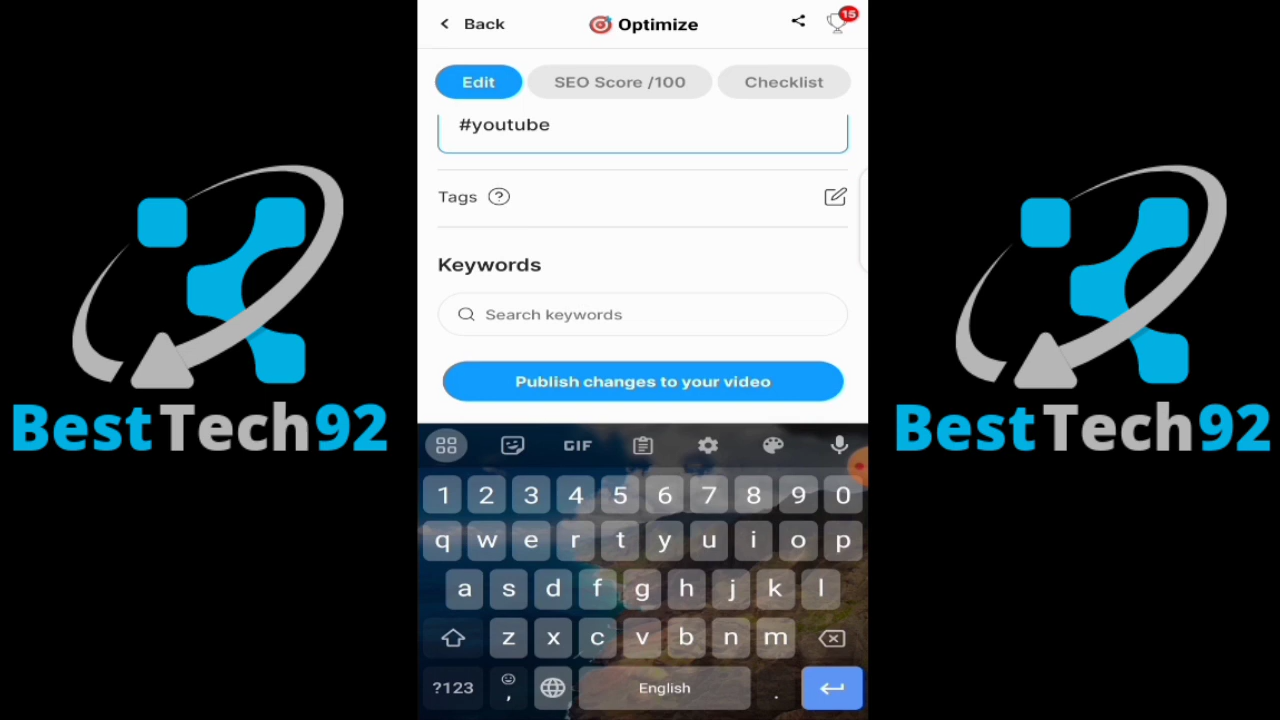 Back
Optimize
15
Edit
SEO Score /100
Checklist
#youtube
Tags ?
Keywords
Search keywords
Publish changes to your video
BestTech92
BestTech92
GIF
1 2 3 4 5 6 7 8 9 0
q w e r t y u i o p
a s d f g h j k l
z x c v b n m
?123 , English .